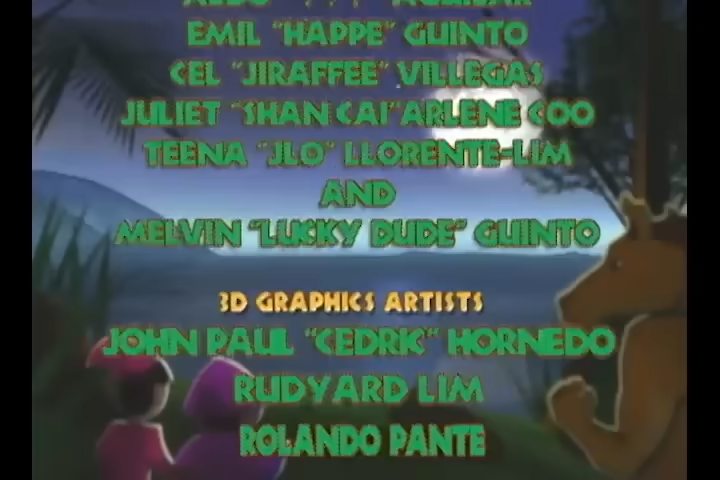 EMIL "HAPPE" GUINTO
CEL "JIRAFFEE" VILLEGAS
JULIET "SHAN CAI" ARLENE COO
TEENA "JLO" LLORENTE-LIM
AND
MELVIN "LUCKY DUDE" GUINTO
3D GRAPHICS ARTISTS
JOHN PAUL "CEDRIC" HORNEDO
RUDYARD LIM
ROLANDO PANTE